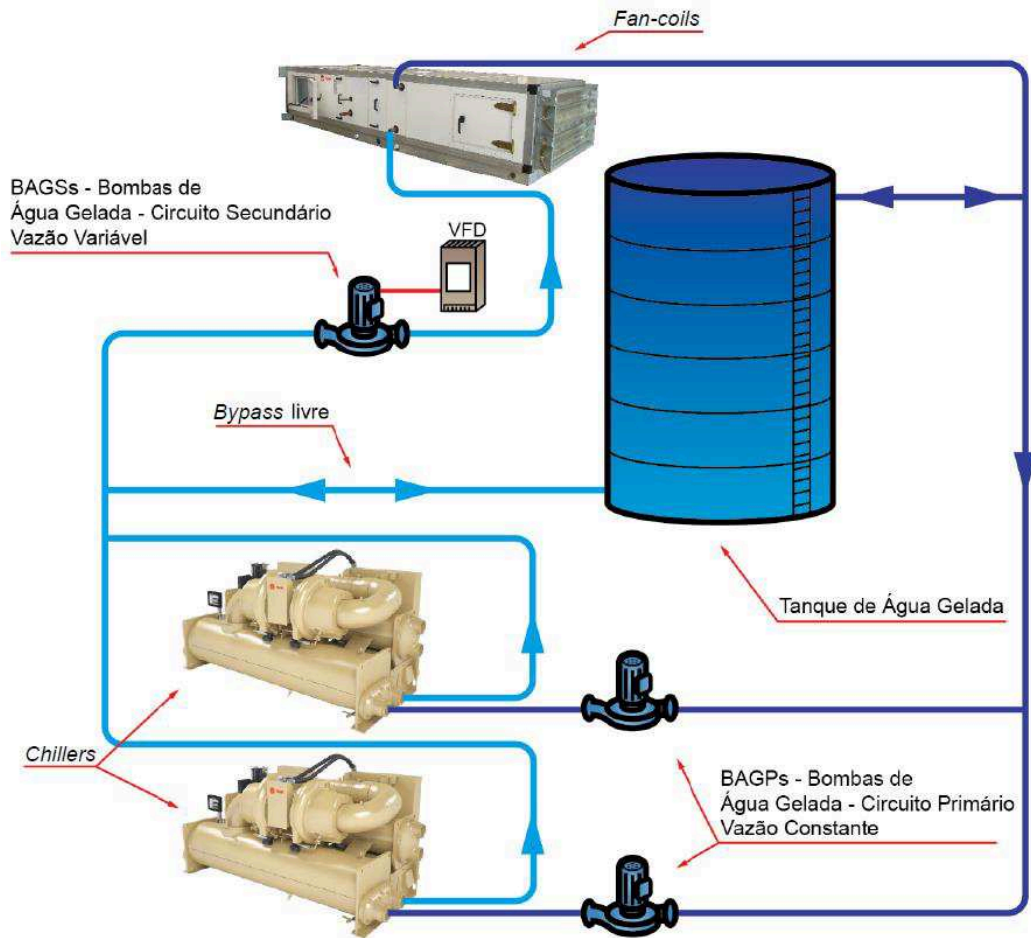 Fan-coils
BAGSs - Bombas de
Água Gelada - Circuito Secundário
Vazão Variável
VFD
Bypass livre
Tanque de Água Gelada
Chillers
BAGPs - Bombas de
Água Gelada - Circuito Primário
Vazão Constante